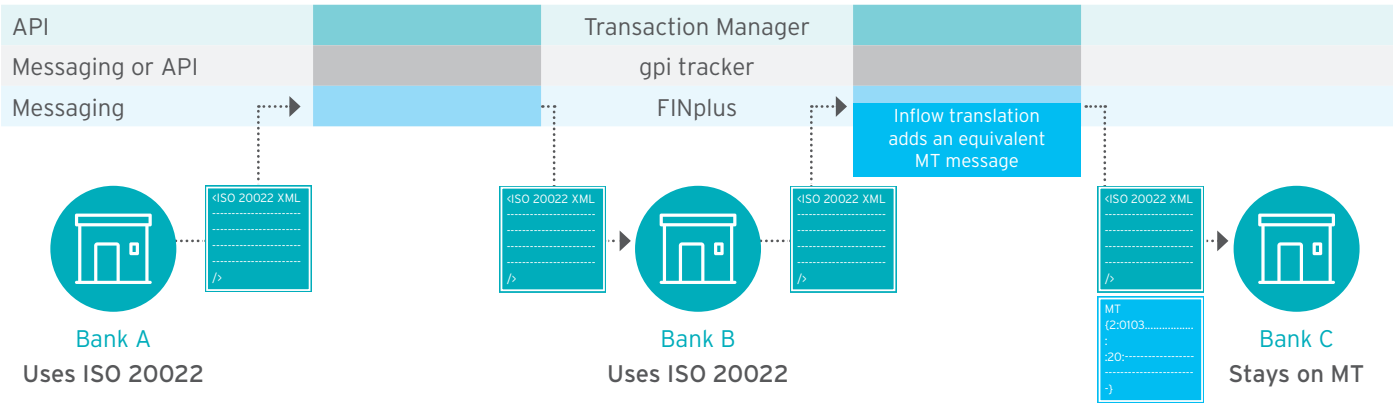 API
Transaction Manager
Messaging or API
gpi tracker
Messaging
FINplus
Inflow translation
adds an equivalent
MT message
<ISO 20022 XML
---------------------
---------------------
---------------------
/>
<ISO 20022 XML
---------------------
---------------------
---------------------
/>
<ISO 20022 XML
---------------------
---------------------
---------------------
/>
<ISO 20022 XML
---------------------
---------------------
---------------------
/>
MT
{2:0103................
:
:20:-----------------
---------------------
-}
Bank A
Uses ISO 20022
Bank B
Uses ISO 20022
Bank C
Stays on MT